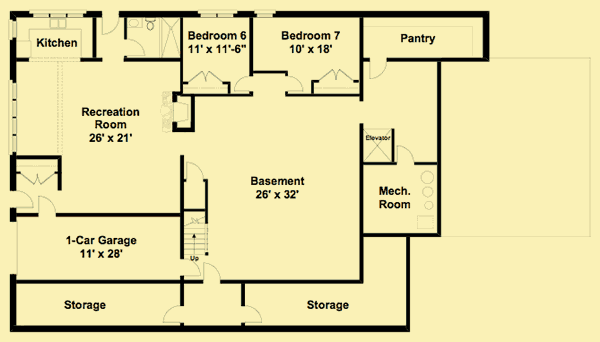 Kitchen
Bedroom 6
11' x 11'-6"
Bedroom 7
10' x 18'
Pantry
Recreation
Room
26' x 21'
Elevator
Basement
26' x 32'
Mech.
Room
1-Car Garage
11' x 28'
Up
Storage
Storage